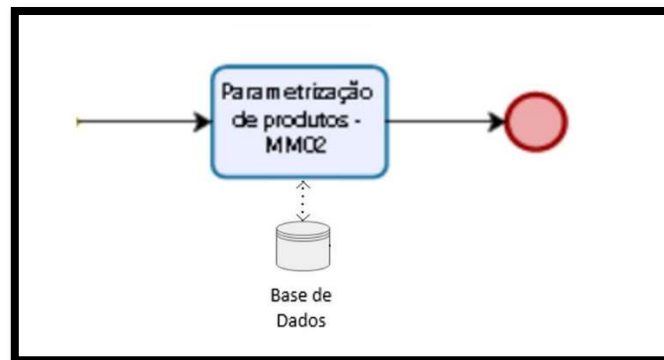 Parametrização
de produtos -
MM02
Base de
Dados